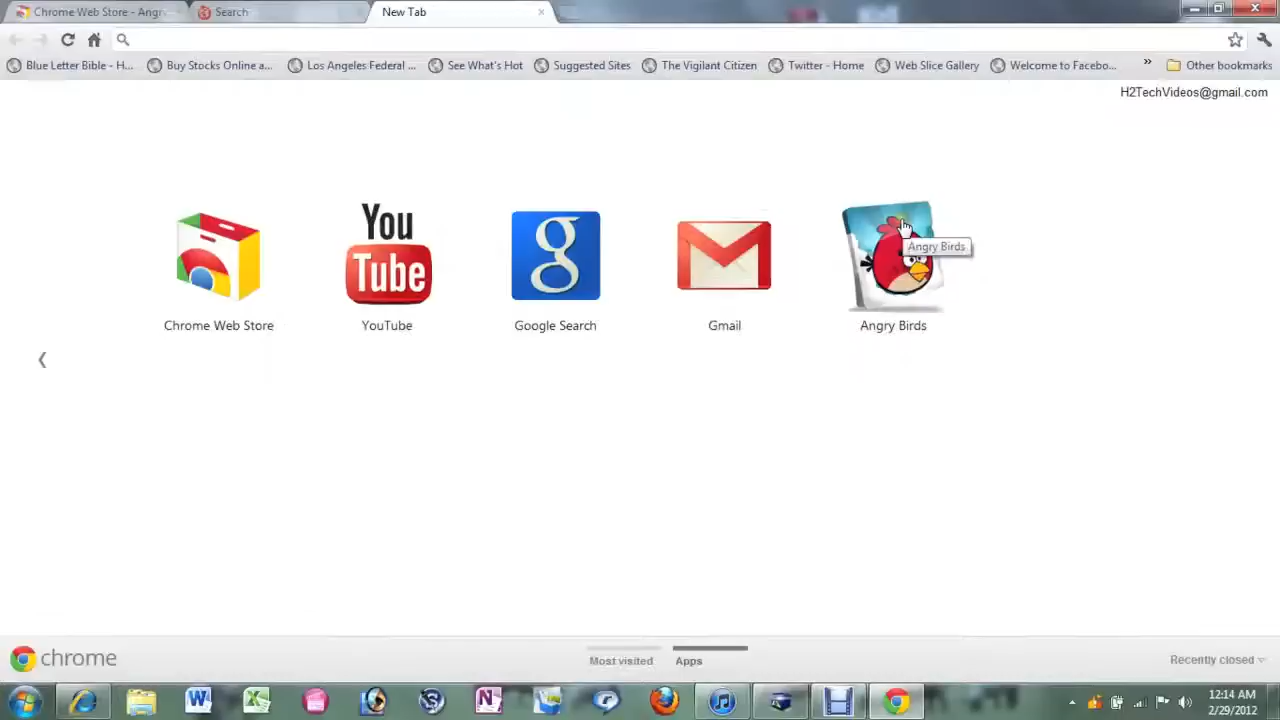 Chrome Web Store - Angr
Search
New Tab
Blue Letter Bible - H...
Buy Stocks Online a...
Los Angeles Federal ...
See What's Hot
Suggested Sites
The Vigilant Citizen
Twitter - Home
Web Slice Gallery
Welcome to Facebo...
»
Other bookmarks
H2TechVideos@gmail.com
You
Tube
g
Angry Birds
Chrome Web Store
YouTube
Google Search
Gmail
Angry Birds
chrome
Most visited
Apps
Recently closed
12:14 AM
2/29/2012